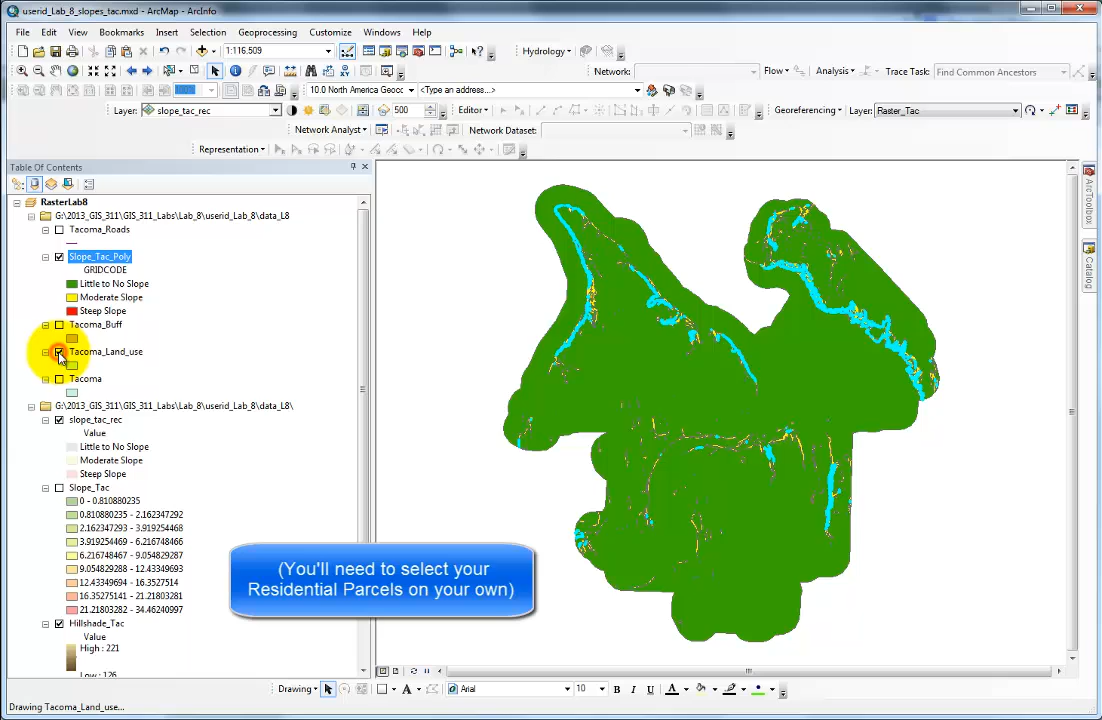 userid_Lab_8_slopes_tac.mxd - ArcMap - ArcInfo
File Edit View Bookmarks Insert Selection Geoprocessing Customize Windows Help
1:116.509 Hydrology
Network: Flow Analysis Trace Task: Find Common Ancestors
10.0 North America Geocc <Type an address...>
Layer: slope_tac_rec 500 Editor Georeferencing Layer: Raster_Tac
Network Analyst Network Dataset:
Representation
Table Of Contents
RasterLab8
G:\2013_GIS_311\GIS_311_Labs\Lab_8\userid_Lab_8\data_L8
Tacoma_Roads
Slope_Tac_Poly
GRIDCODE
Little to No Slope
Moderate Slope
Steep Slope
Tacoma_Buff
Tacoma_Land_use
Tacoma
G:\2013_GIS_311\GIS_311_Labs\Lab_8\userid_Lab_8\data_L8\
slope_tac_rec
Value
Little to No Slope
Moderate Slope
Steep Slope
Slope_Tac
0 - 0.810880235
0.810880235 - 2.162347292
2.162347293 - 3.919254468
3.919254469 - 6.216748466
6.216748467 - 9.054829287
9.054829288 - 12.43349693
12.43349694 - 16.3527514
16.35275141 - 21.21803281
21.21803282 - 34.46240997
Hillshade_Tac
Value
High : 221
Low : 126
(You'll need to select your
Residential Parcels on your own)
ArcToolbox
Catalog
Drawing A Arial 10 B I U A
Drawing Tacoma_Land_use...